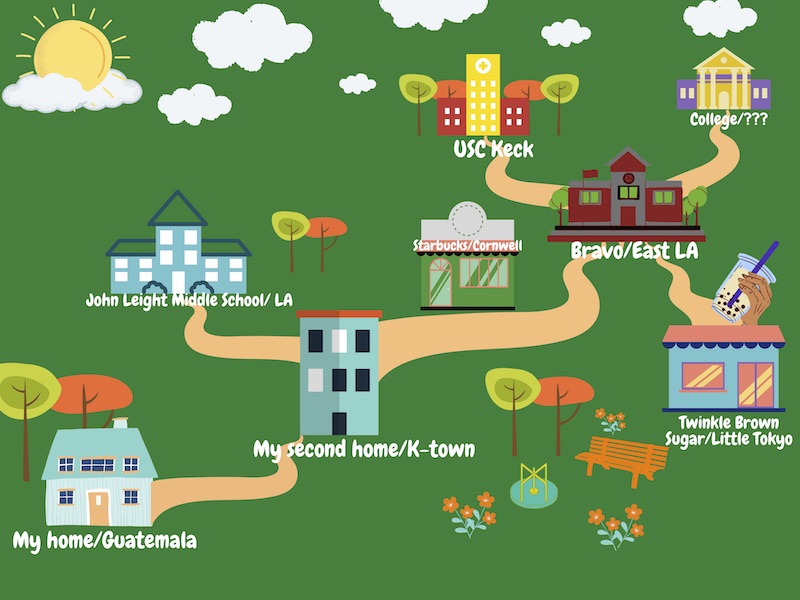 College/???
USC Keck
Starbucks/Cornwell
Bravo/East LA
John Leight Middle School/ LA
Twinkle Brown
Sugar/Little Tokyo
My second home/K-town
My home/Guatemala